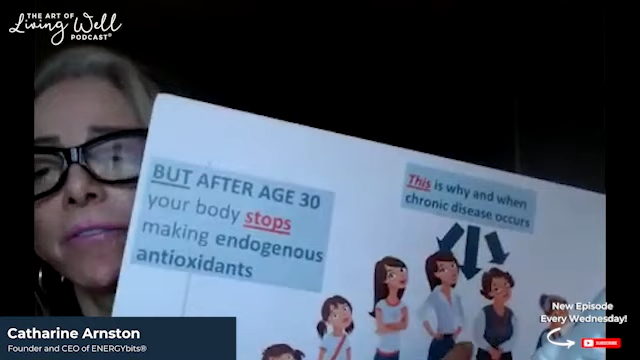 THE ART OF
Living Well
PODCAST®
BUT AFTER AGE 30
your body stops
making endogenous
antioxidants
This is why and when
chronic disease occurs
New Episode
Every Wednesday!
SUBSCRIBE
Catharine Arnston
Founder and CEO of ENERGYbits®